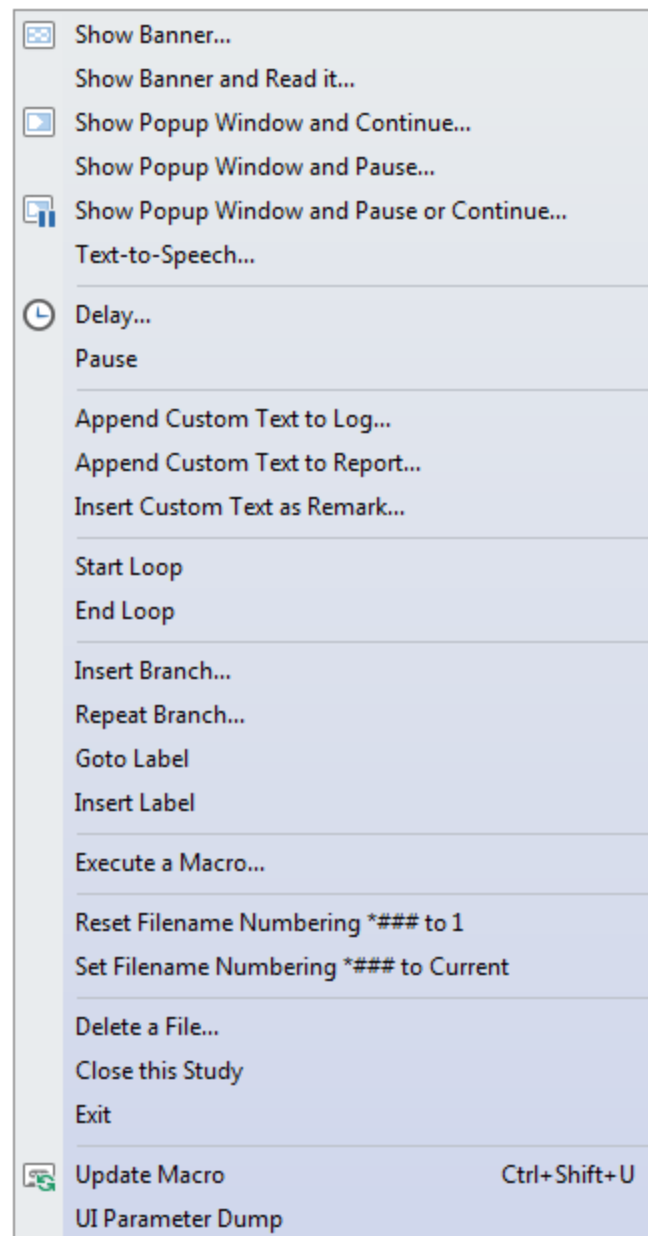 Show Banner...
Show Banner and Read it...
Show Popup Window and Continue...
Show Popup Window and Pause...
Show Popup Window and Pause or Continue...
Text-to-Speech...
Delay...
Pause
Append Custom Text to Log...
Append Custom Text to Report...
Insert Custom Text as Remark...
Start Loop
End Loop
Insert Branch...
Repeat Branch...
Goto Label
Insert Label
Execute a Macro...
Reset Filename Numbering *### to 1
Set Filename Numbering *### to Current
Delete a File...
Close this Study
Exit
Update Macro Ctrl+Shift+U
UI Parameter Dump